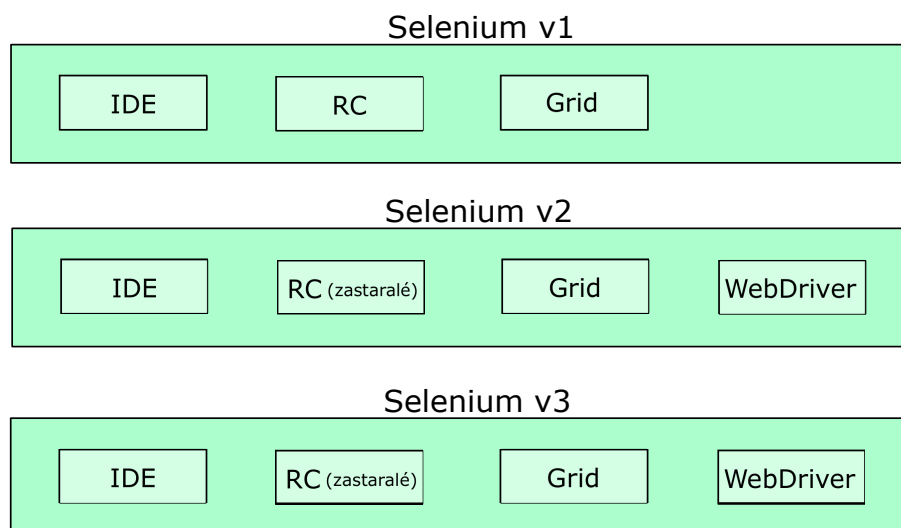 Selenium v1
IDE RC Grid
Selenium v2
IDE RC (zastaralé) Grid WebDriver
Selenium v3
IDE RC (zastaralé) Grid WebDriver